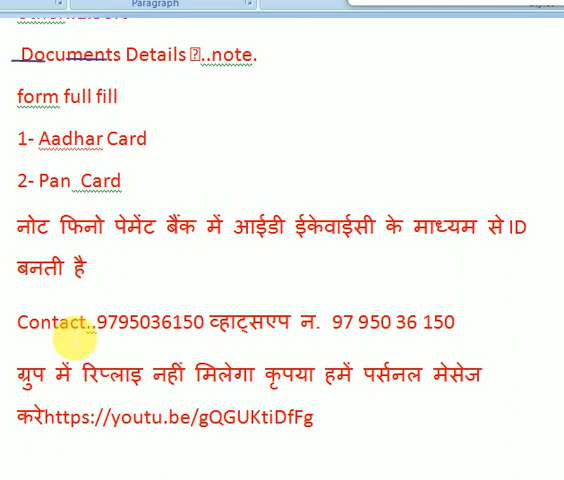 Paragraph
Documents Details ..note.
form full fill
1- Aadhar Card
2- Pan Card
नोट फिनो पेमेंट बैंक में आईडी ईकेवाईसी के माध्यम से ID
बनती है
Contact..9795036150 व्हाट्सएप न. 97 950 36 150
ग्रुप में रिप्लाइ नहीं मिलेगा कृपया हमें पर्सनल मेसेज
करेhttps://youtu.be/gQGUKtiDfFg